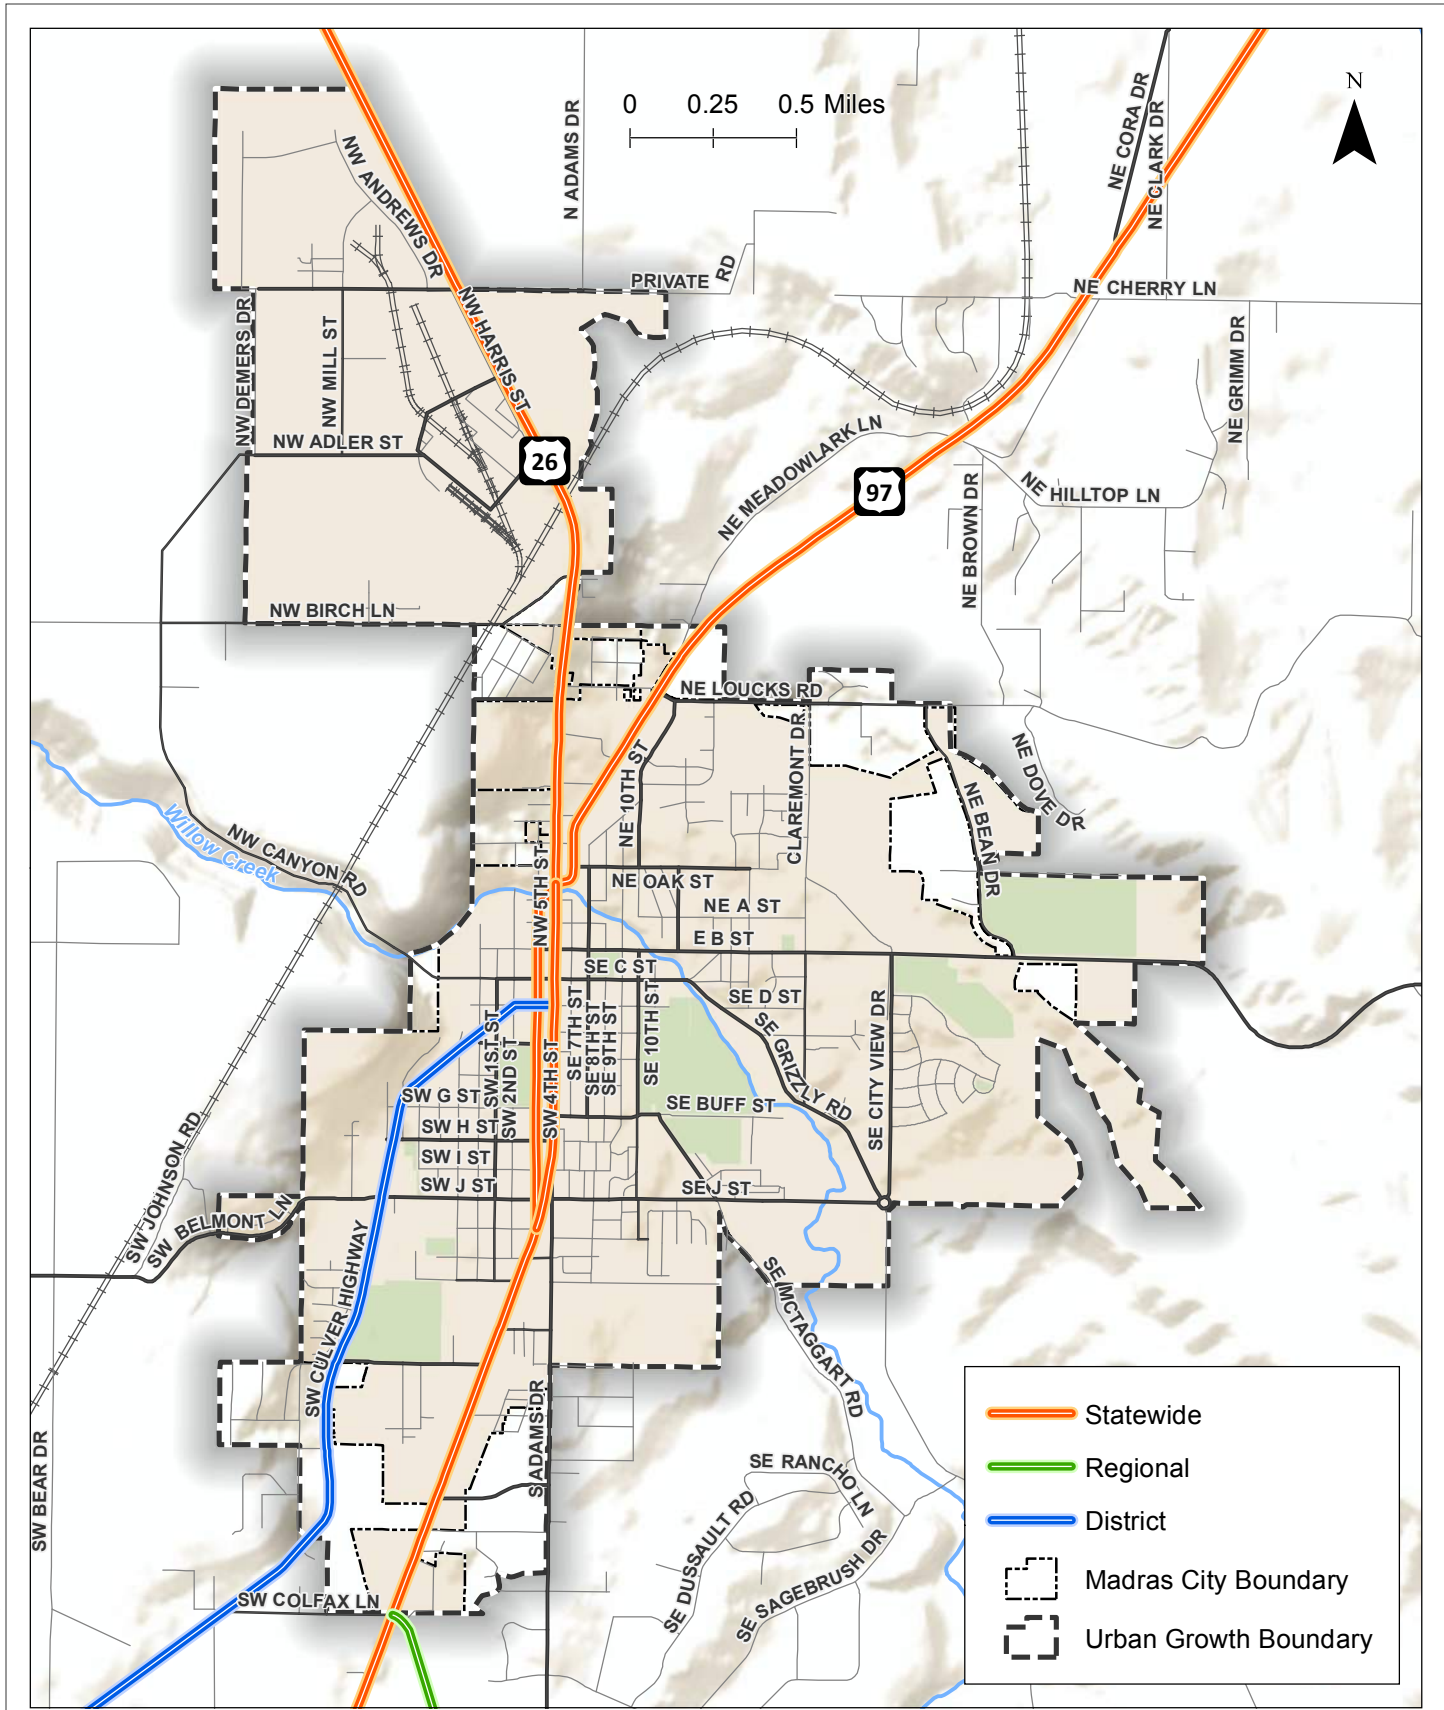 N
0 0.25 0.5 Miles
N ADAMS DR
NE CORA DR
NE CLARK DR
NW ANDREWS DR
PRIVATE RD
NE CHERRY LN
NW DEMERS DR
NW MILL ST
NW HARRIS ST
NE GRIMM DR
NW ADLER ST
26
97
NE MEADOWLARK LN
NE HILLTOP LN
NE BROWN DR
NW BIRCH LN
NE LOUCKS RD
CLAREMONT DR
NE DOVE DR
NE 10TH ST
NE BEAN DR
Willow Creek
NW CANYON RD
NW 5TH ST
NE OAK ST
NE A ST
E B ST
SE C ST
SE D ST
SE CITY VIEW DR
SE GRIZZLY RD
SW 1ST ST
SW 2ND ST
SW 4TH ST
SE 7TH ST
SE 8TH ST
SE 9TH ST
SE 10TH ST
SW G ST
SE BUFF ST
SW H ST
SW I ST
SW J ST
SE J ST
SW JOHNSON RD
SW BELMONT LN
SW CULVER HIGHWAY
SE MCTAGGART RD
S ADAMS DR
SW BEAR DR
SE RANCHO LN
SE DUSSAULT RD
SE SAGEBRUSH DR
SW COLFAX LN
Statewide
Regional
District
Madras City Boundary
Urban Growth Boundary